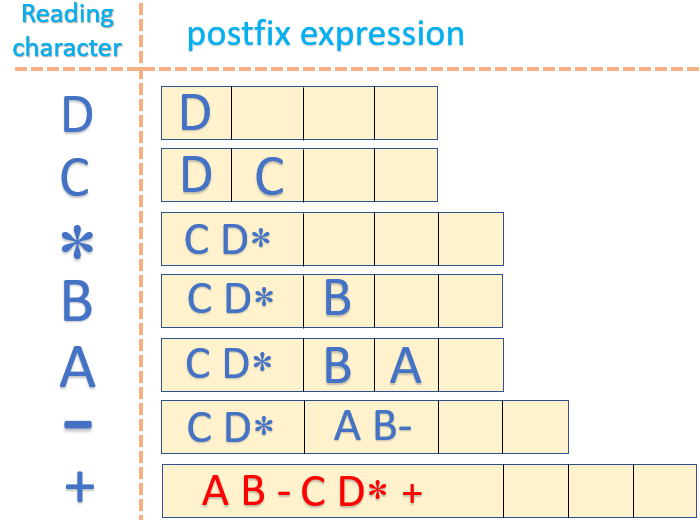 Reading character
postfix expression
D D
C D C
* C D*
B C D* B
A C D* B A
- C D* A B-
+ A B - C D* +